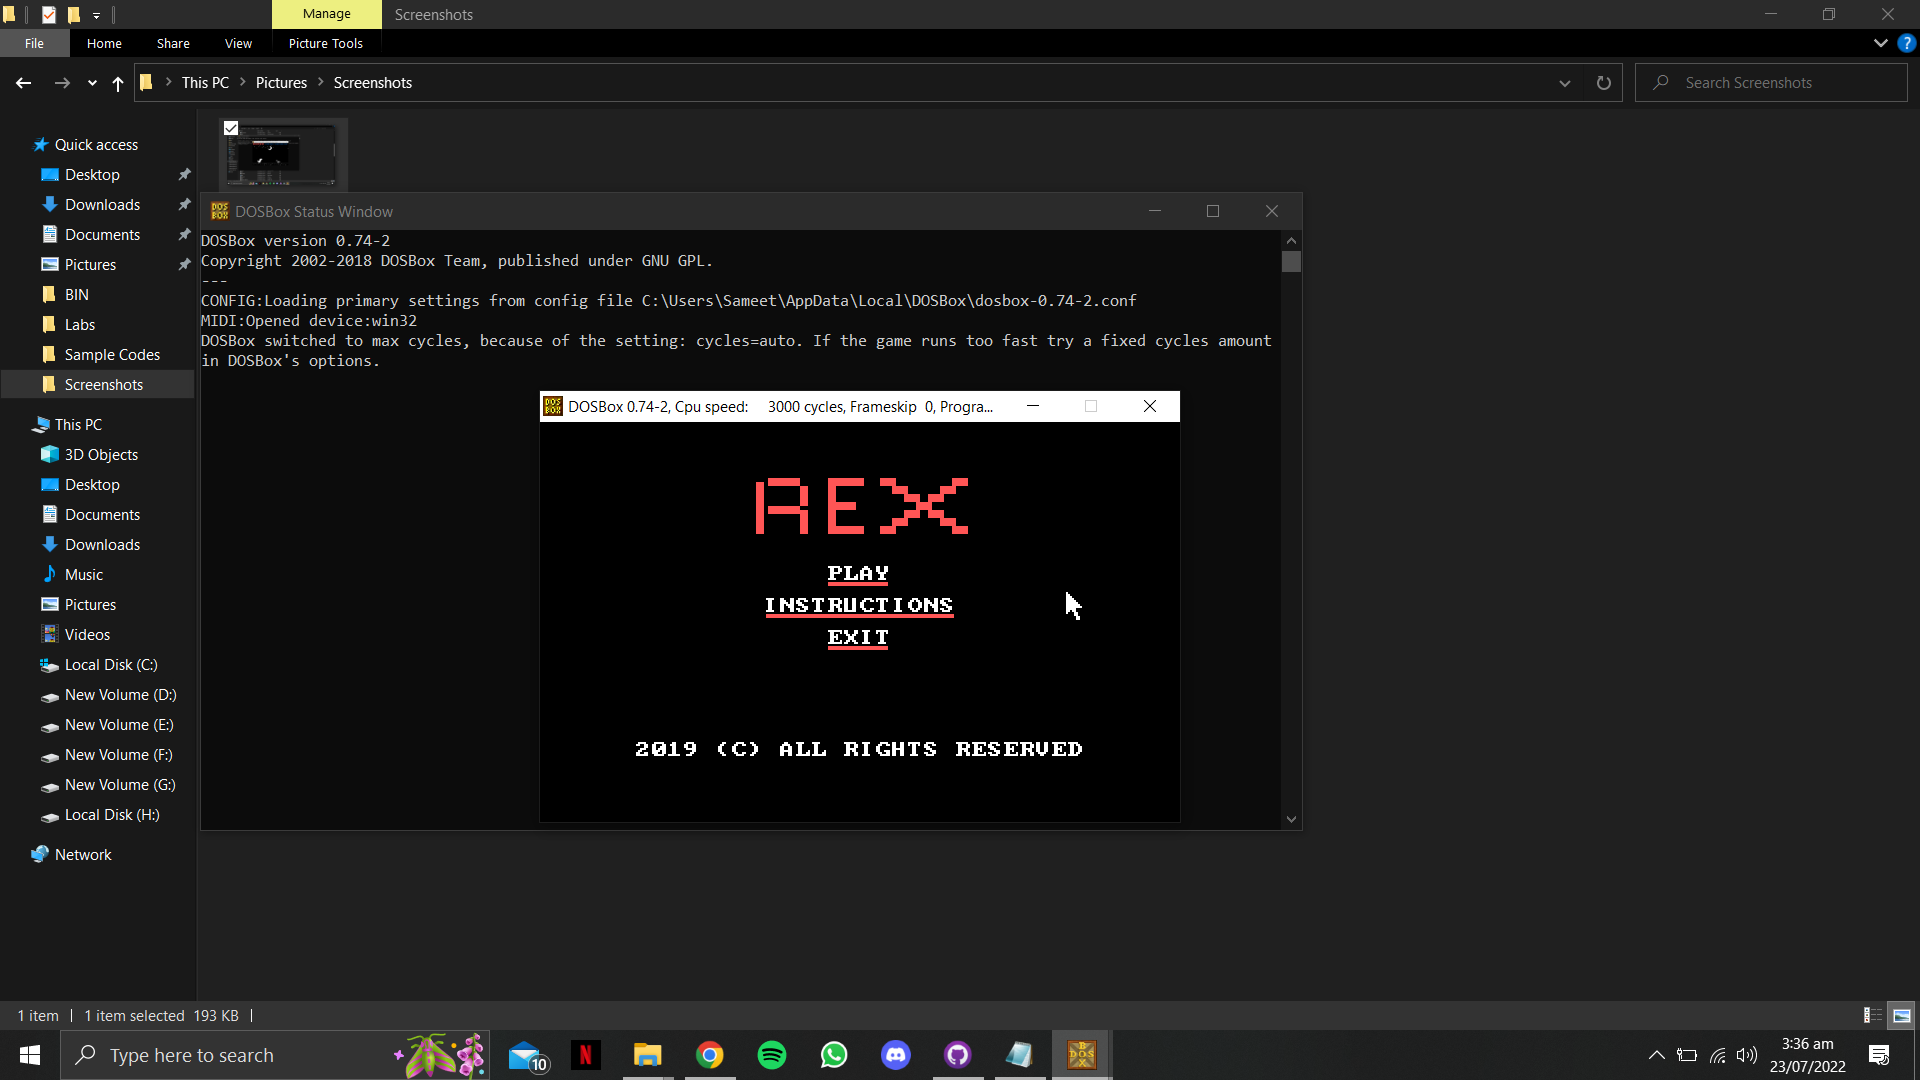 Manage
Screenshots
File
Home
Share
View
Picture Tools
This PC
Pictures
Screenshots
Search Screenshots
Quick access
Desktop
Downloads
Documents
Pictures
BIN
Labs
Sample Codes
Screenshots
This PC
3D Objects
Desktop
Documents
Downloads
Music
Pictures
Videos
Local Disk (C:)
New Volume (D:)
New Volume (E:)
New Volume (F:)
New Volume (G:)
Local Disk (H:)
Network
DOSBox Status Window
DOSBox version 0.74-2
Copyright 2002-2018 DOSBox Team, published under GNU GPL.
---
CONFIG:Loading primary settings from config file C:\Users\Sameet\AppData\Local\DOSBox\dosbox-0.74-2.conf
MIDI:Opened device:win32
DOSBox switched to max cycles, because of the setting: cycles=auto. If the game runs too fast try a fixed cycles amount
in DOSBox's options.
DOSBox 0.74-2, Cpu speed: 3000 cycles, Frameskip 0, Progra...
REX
PLAY
INSTRUCTIONS
EXIT
2019 (C) ALL RIGHTS RESERVED
1 item
1 item selected 193 KB
Type here to search
10
3:36 am
23/07/2022